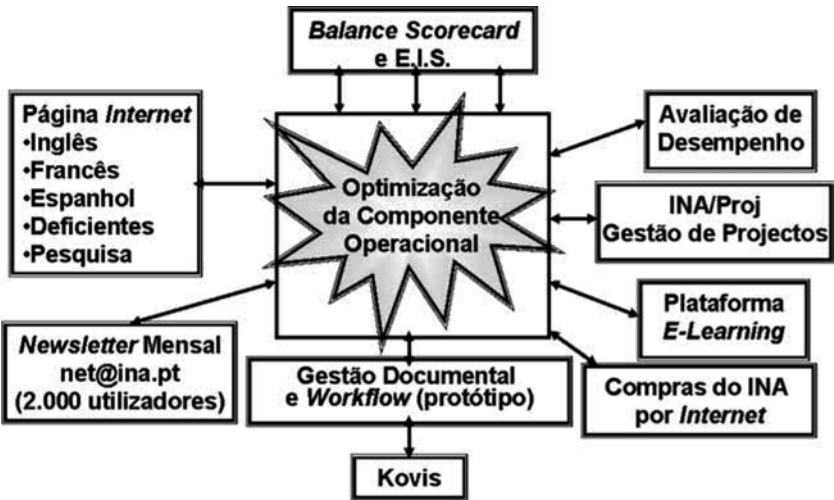 Balance Scorecard
e E.I.S.
Página Internet
•Inglês
•Francês
•Espanhol
•Deficientes
•Pesquisa
Optimização
da Componente
Operacional
Avaliação de
Desempenho
INA/Proj
Gestão de Projectos
Plataforma
E-Learning
Newsletter Mensal
net@ina.pt
(2.000 utilizadores)
Gestão Documental
e Workflow (protótipo)
Compras do INA
por Internet
Kovis